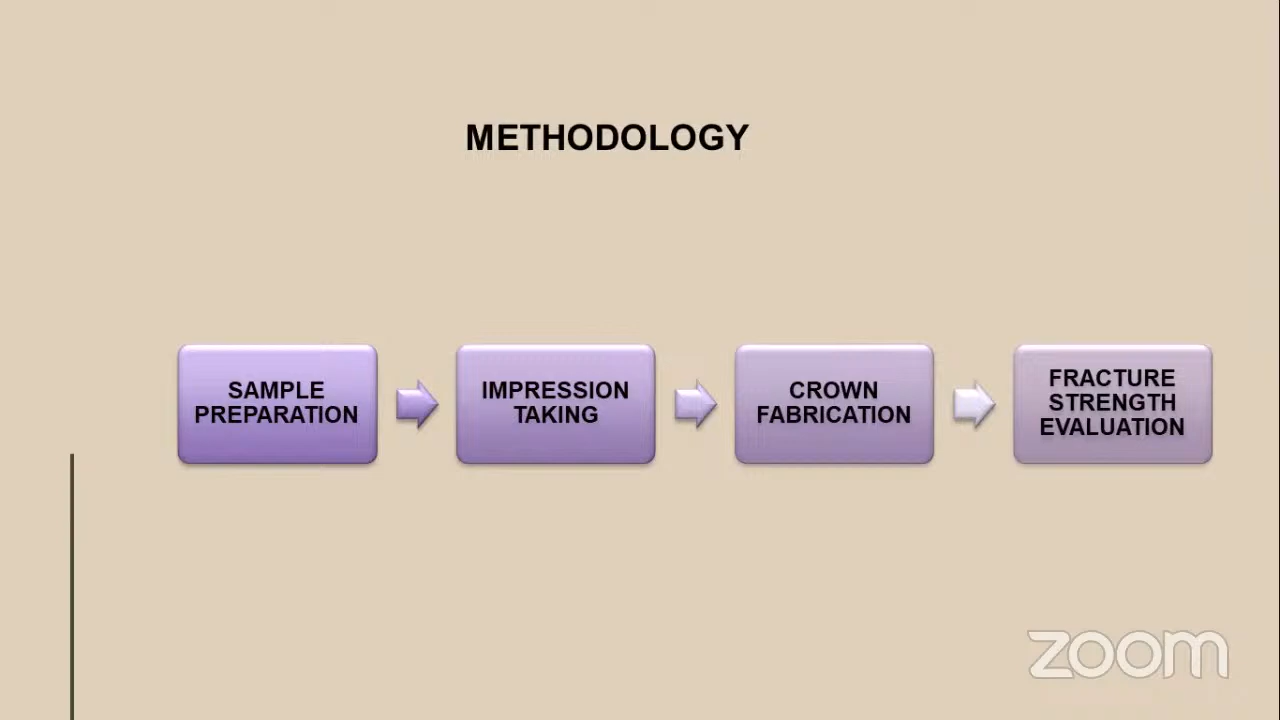 METHODOLOGY
SAMPLE
PREPARATION
IMPRESSION
TAKING
CROWN
FABRICATION
FRACTURE
STRENGTH
EVALUATION
zoom